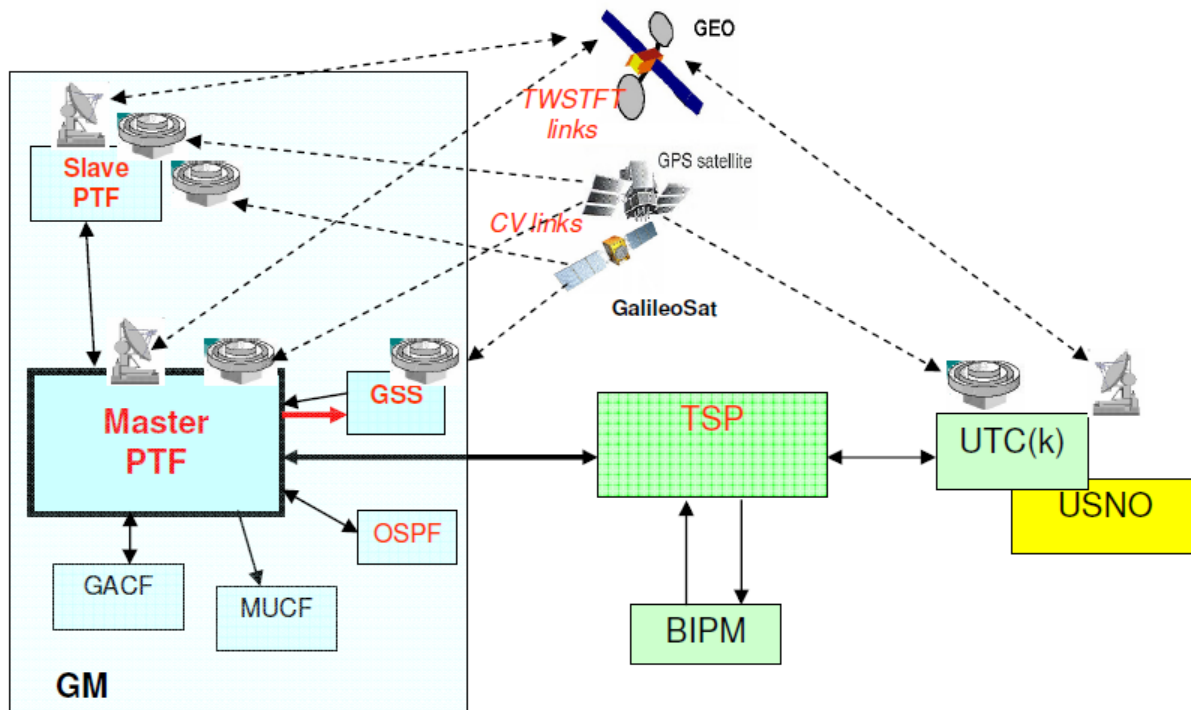 GEO
TWSTFT
links
Slave
PTF
GPS satellite
CV links
GalileoSat
Master
PTF
GSS
TSP
UTC(k)
USNO
OSPF
GACF
MUCF
BIPM
GM